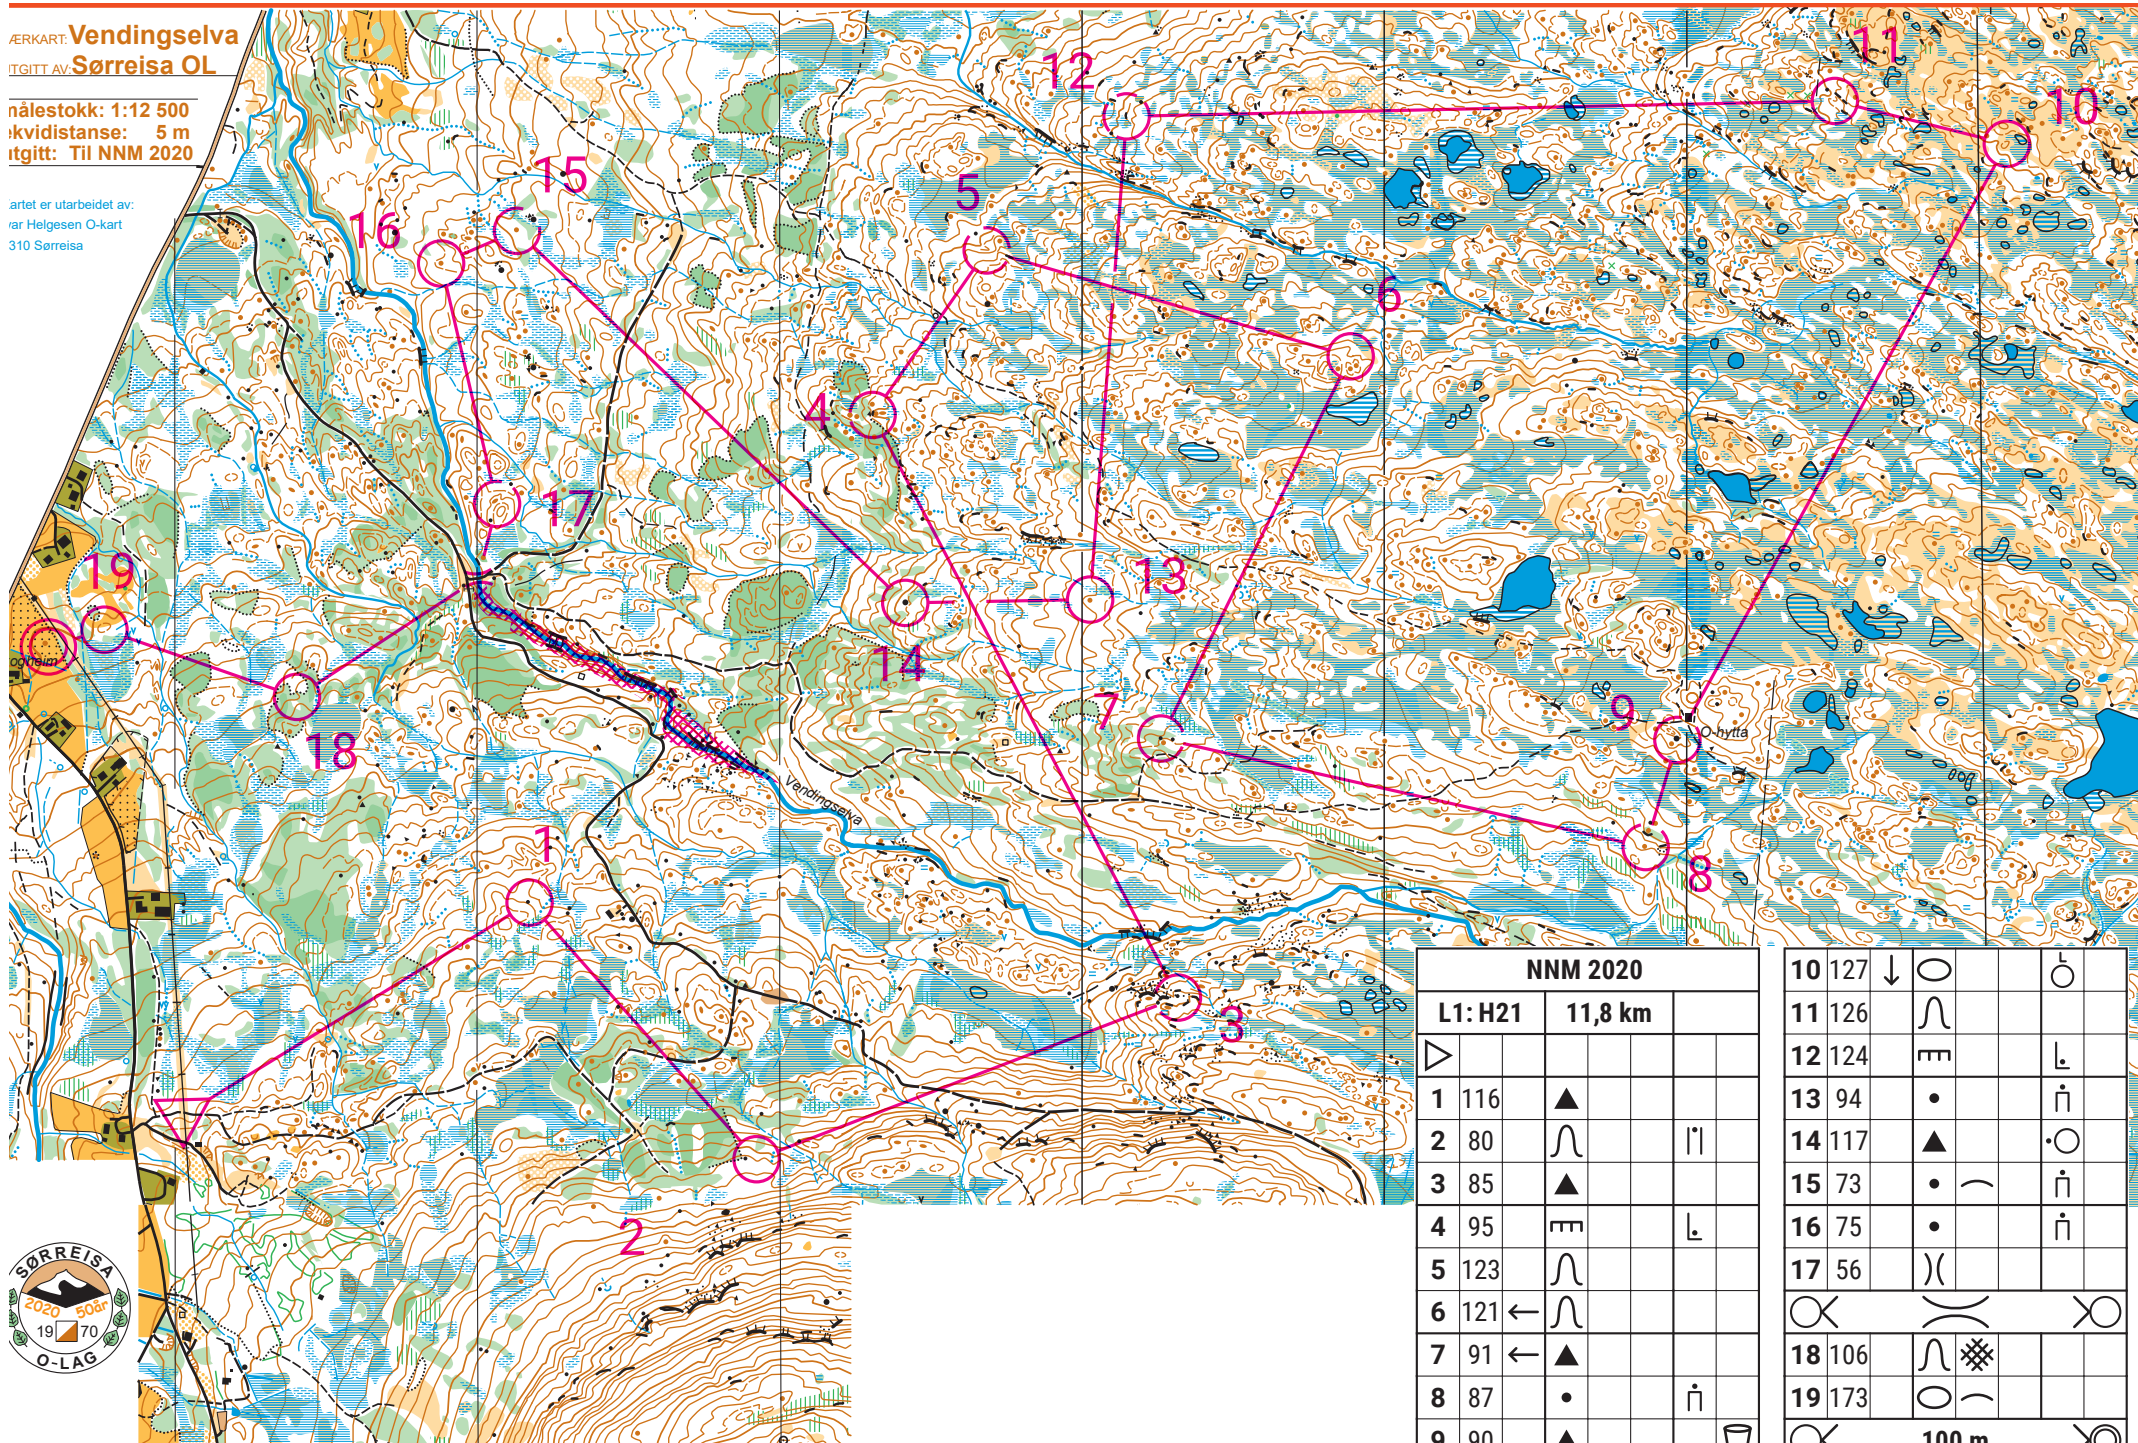 ÆRKART: Vendingselva
TGITT AV: Sørreisa OL
målestokk: 1:12 500
ekvidistanse: 5 m
utgitt: Til NNM 2020
artet er utarbeidet av:
var Helgesen O-kart
310 Sørreisa
12
11
10
15
5
16
6
4
17
19
13
14
ogheim
7
9
O-hytta
18
Vendingselva
1
8
3
2
NNM 2020
L1: H21 11,8 km
1 116
2 80
3 85
4 95
5 123
6 121
7 91
8 87
9 90
10 127
11 126
12 124
13 94
14 117
15 73
16 75
17 56
18 106
19 173
100 m
SØRREISA
2020 50år
19 70
O-LAG